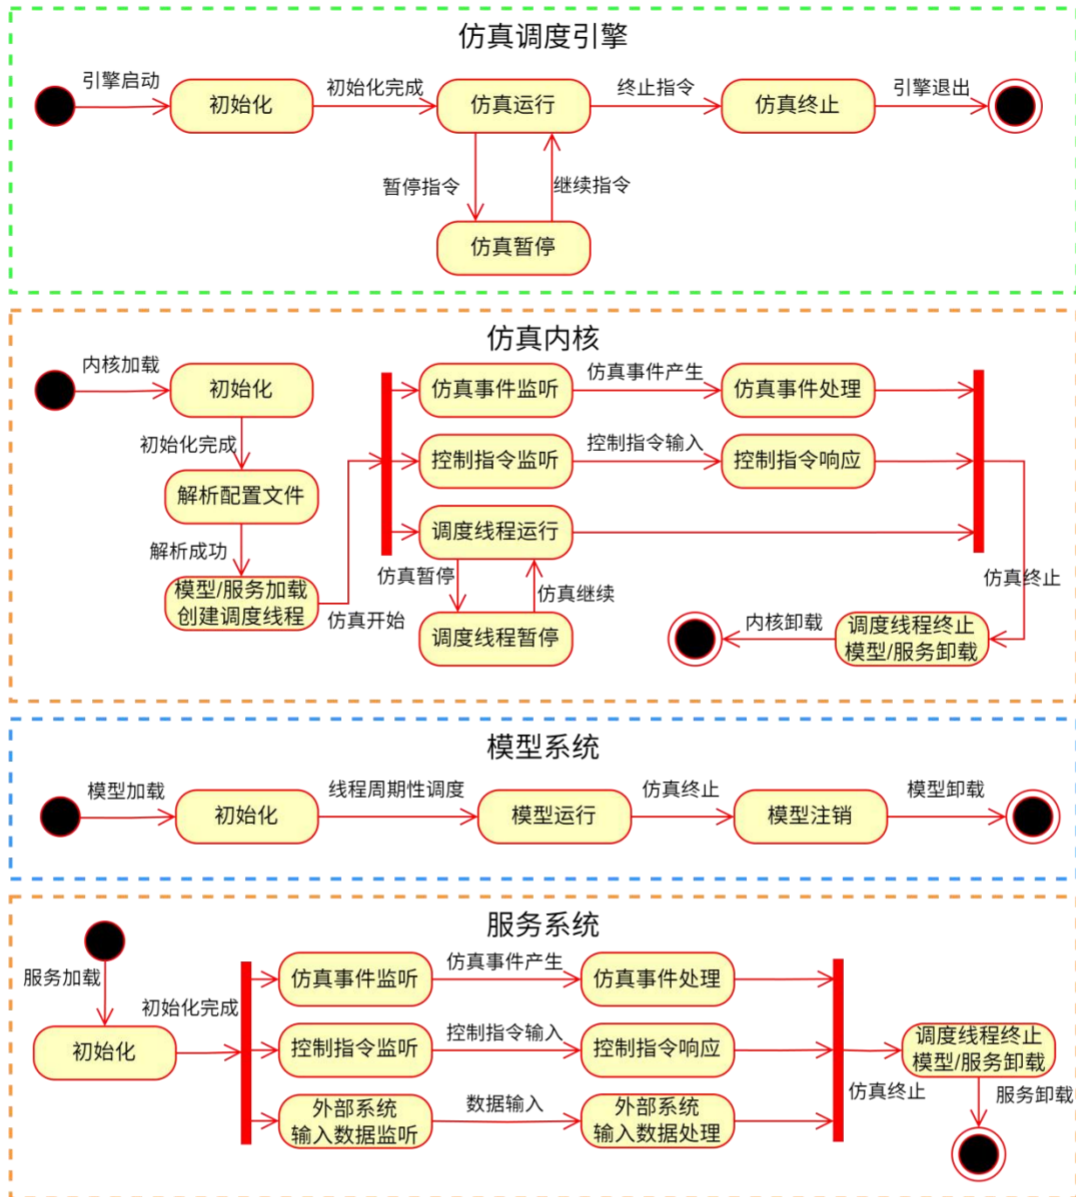 仿真调度引擎
引擎启动
初始化
初始化完成
仿真运行
终止指令
仿真终止
引擎退出
暂停指令
继续指令
仿真暂停
仿真内核
内核加载
初始化
初始化完成
解析配置文件
解析成功
模型/服务加载
创建调度线程
仿真开始
仿真事件监听
仿真事件产生
仿真事件处理
控制指令监听
控制指令输入
控制指令响应
调度线程运行
仿真暂停
仿真继续
调度线程暂停
仿真终止
调度线程终止
模型/服务卸载
内核卸载
模型系统
模型加载
初始化
线程周期性调度
模型运行
仿真终止
模型注销
模型卸载
服务系统
服务加载
初始化
初始化完成
仿真事件监听
仿真事件产生
仿真事件处理
控制指令监听
控制指令输入
控制指令响应
外部系统
输入数据监听
数据输入
外部系统
输入数据处理
仿真终止
调度线程终止
模型/服务卸载
服务卸载